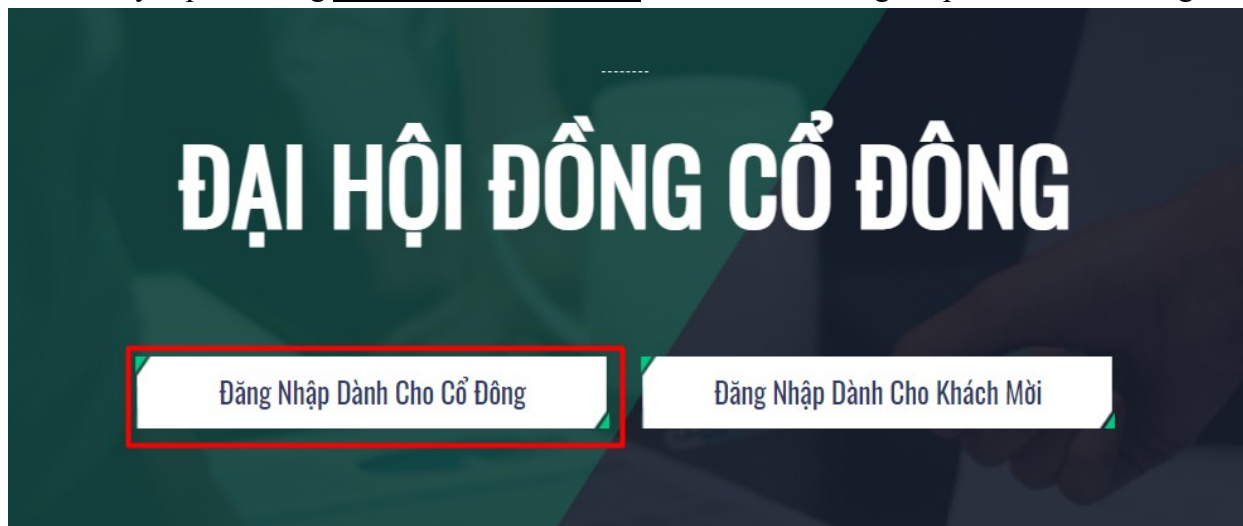 --------
ĐẠI HỘI ĐỒNG CỔ ĐÔNG
Đăng Nhập Dành Cho Cổ Đông
Đăng Nhập Dành Cho Khách Mời